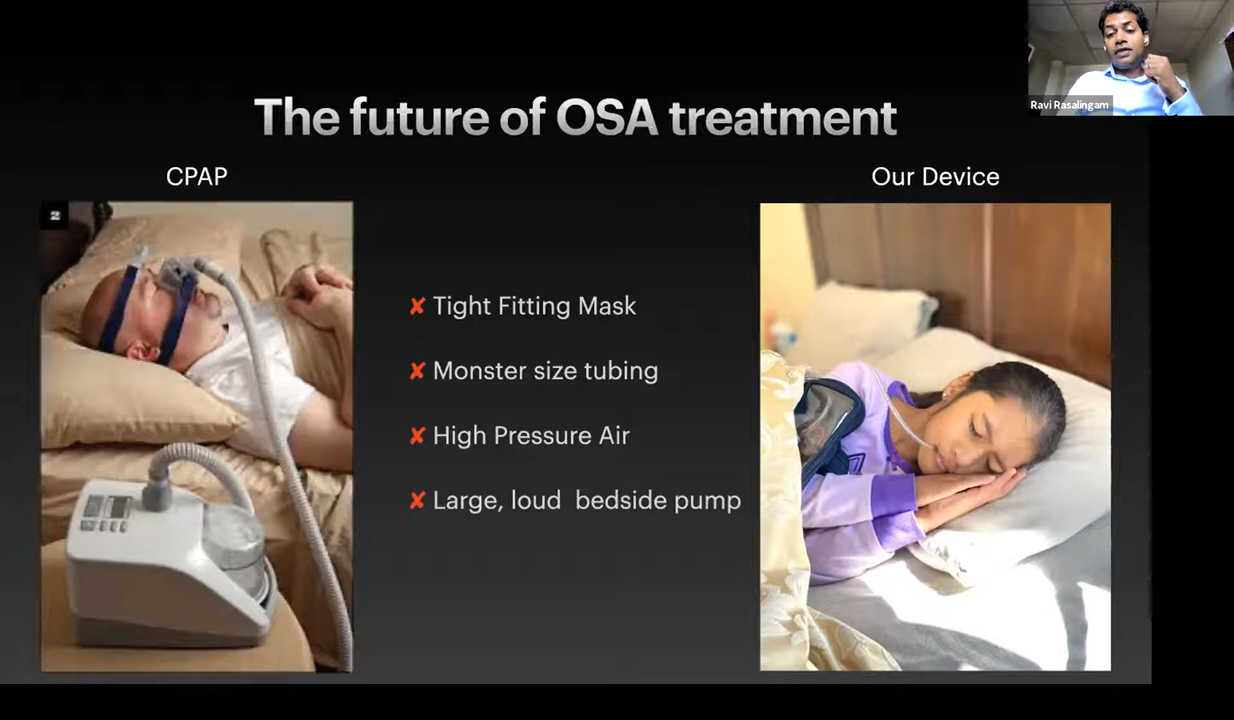 The future of OSA treatment
Ravi Rasalingam
CPAP
Our Device
2
✘ Tight Fitting Mask
✘ Monster size tubing
✘ High Pressure Air
✘ Large, loud  bedside pump